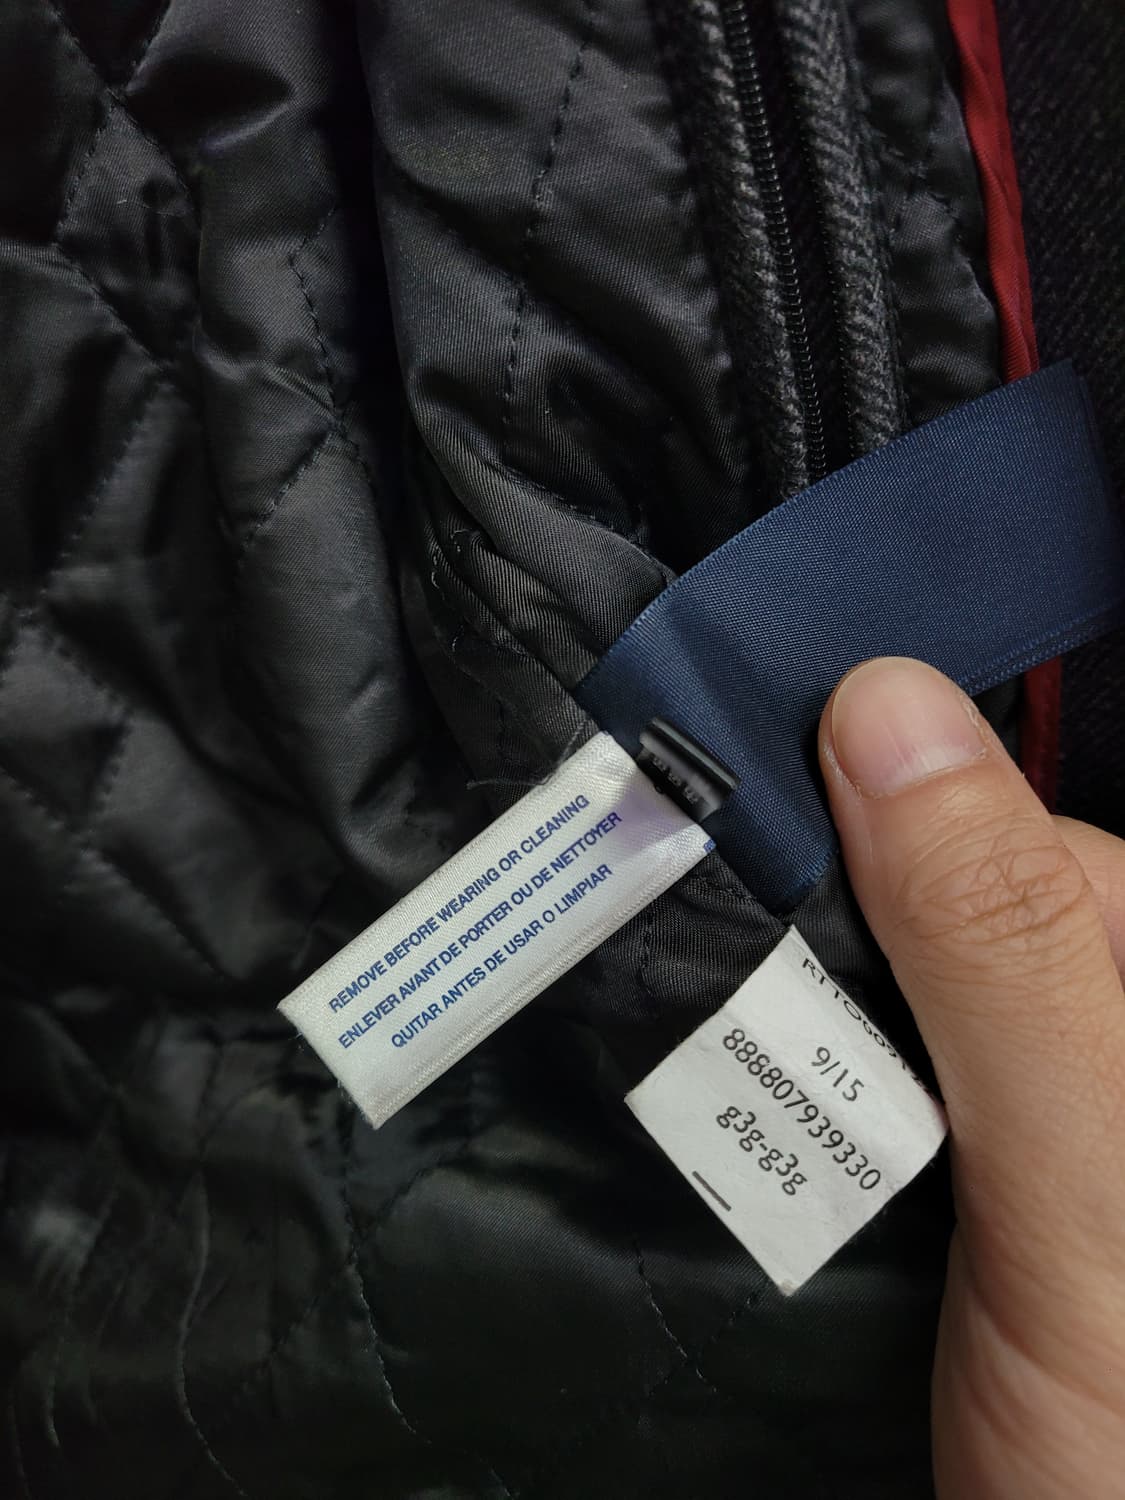 REMOVE BEFORE WEARING OR CLEANING
ENLEVER AVANT DE PORTER OU DE NETTOYER
QUITAR ANTES DE USAR O LIMPIAR
9/15
888807939330
g3g-g3g